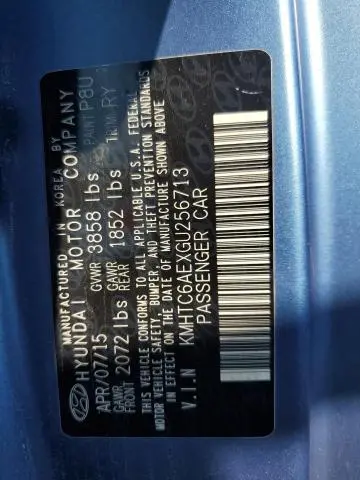 MANUFACTURED IN KOREA BY
HYUNDAI MOTOR COMPANY
APR/07/15 GVWR 3858 lbs PAINT P8U
GAWR FRONT 2072 lbs GAWR REAR 1852 lbs TRIM RY
THIS VEHICLE CONFORMS TO ALL APPLICABLE U.S.A. FEDERAL
MOTOR VEHICLE SAFETY, BUMPER, AND THEFT PREVENTION STANDARDS
IN EFFECT ON THE DATE OF MANUFACTURE SHOWN ABOVE
V.I.N KMHTC6AEXGU256713
PASSENGER CAR